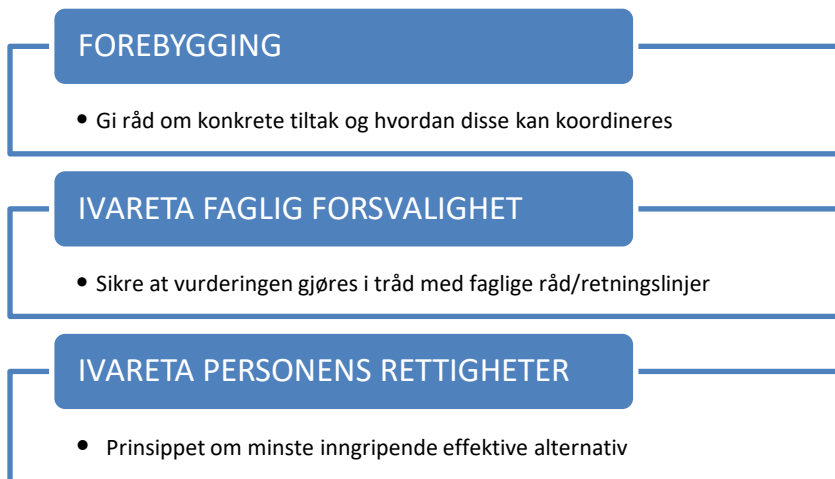 FOREBYGGING
• Gi råd om konkrete tiltak og hvordan disse kan koordineres
IVARETA FAGLIG FORSVALIGHET
• Sikre at vurderingen gjøres i tråd med faglige råd/retningslinjer
IVARETA PERSONENS RETTIGHETER
• Prinsippet om minste inngripende effektive alternativ